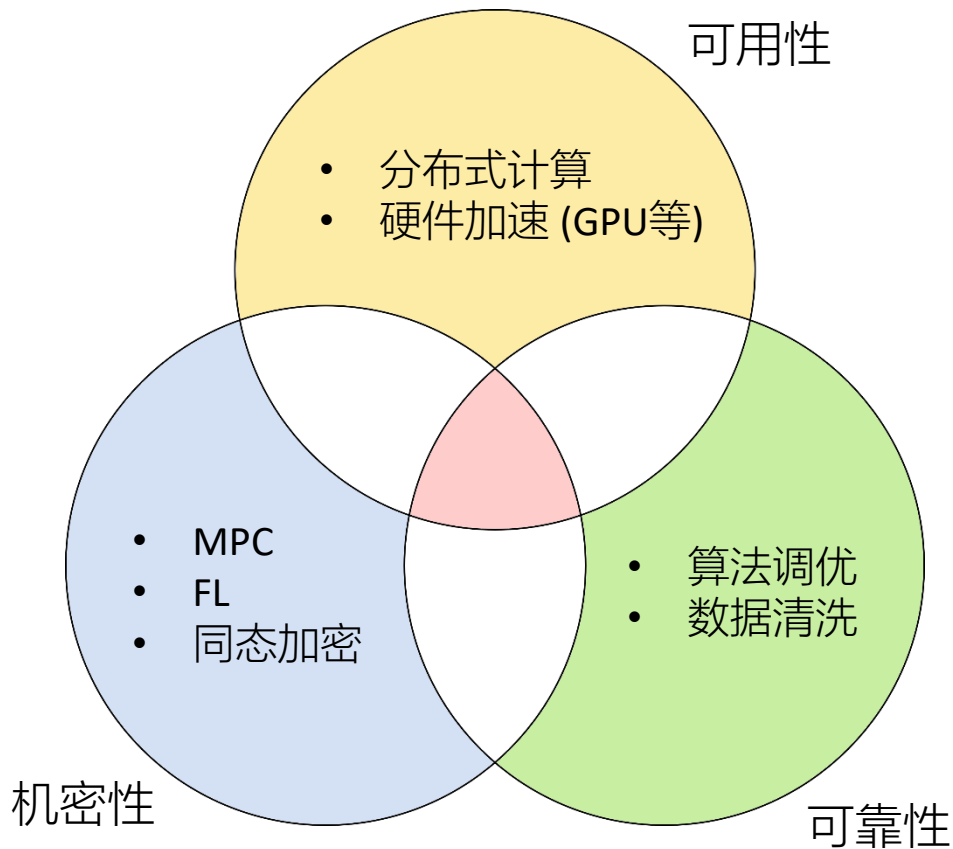 可用性
• 分布式计算
• 硬件加速 (GPU等)
• MPC
• FL
• 同态加密
• 算法调优
• 数据清洗
机密性
可靠性